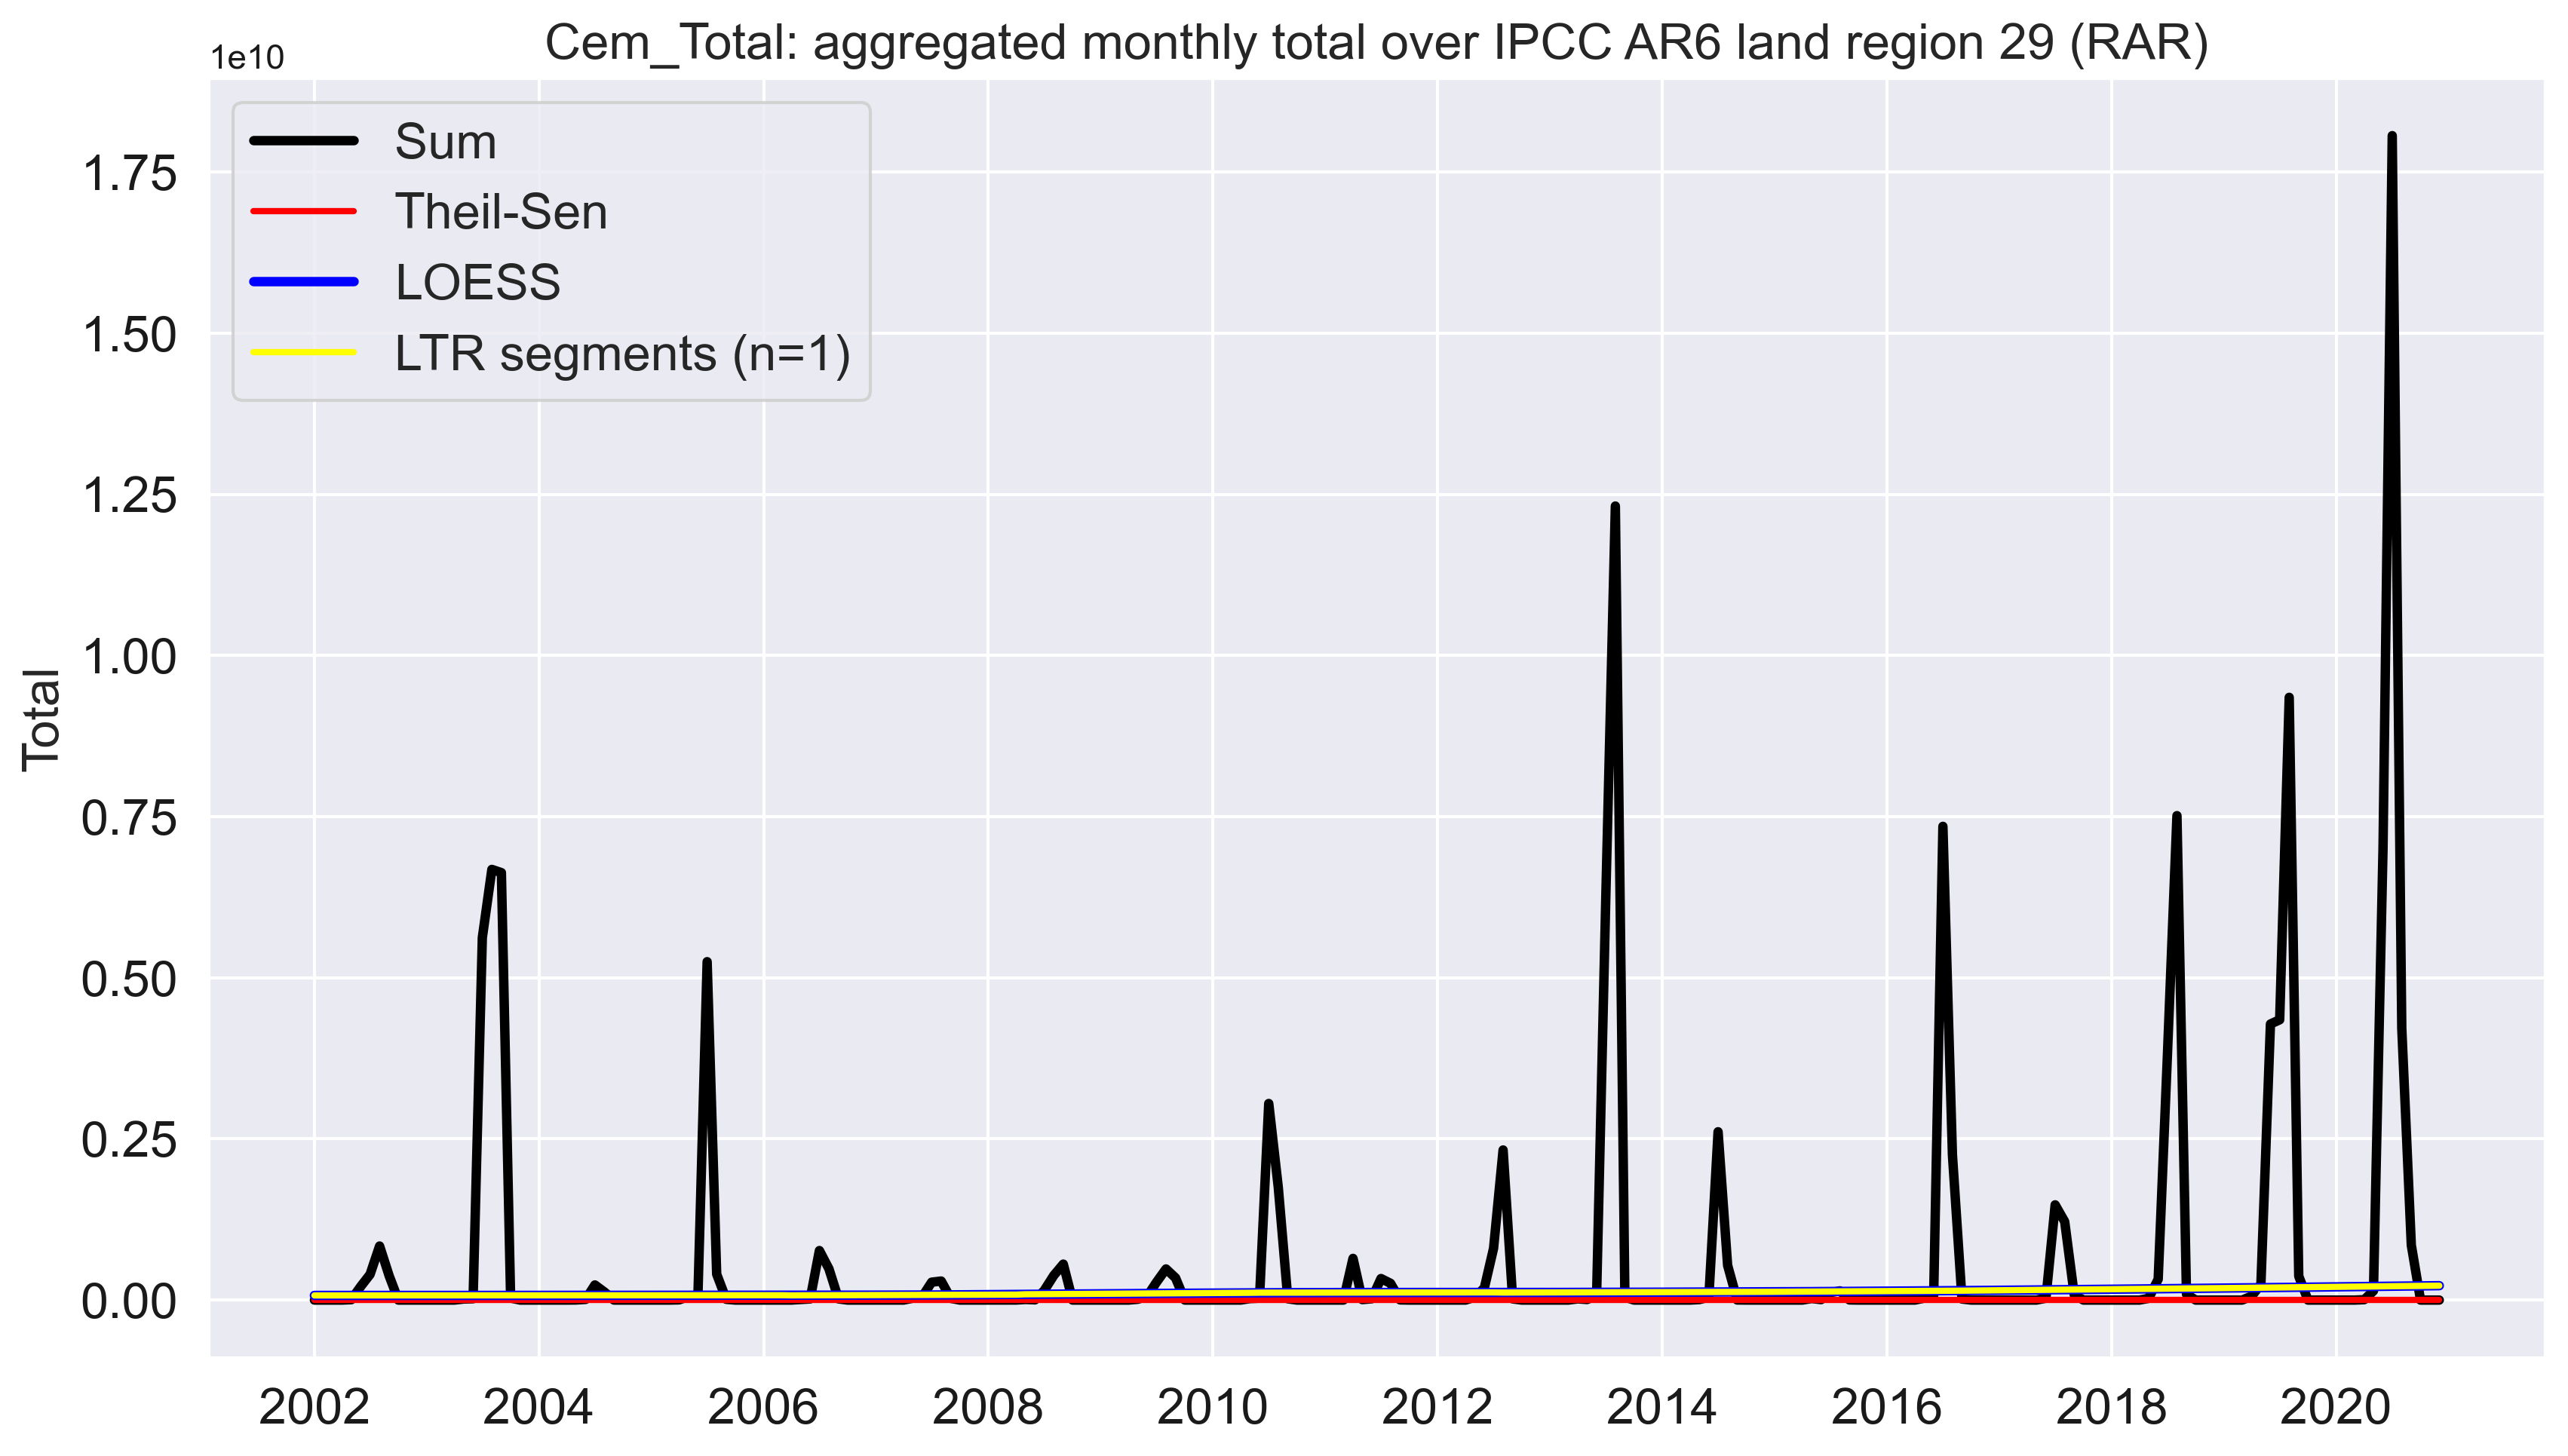 Cem_Total: aggregated monthly total over IPCC AR6 land region 29 (RAR)
1e10
Sum
Theil-Sen
LOESS
LTR segments (n=1)
1.75
1.50
1.25
1.00
0.75
0.50
0.25
0.00
Total
2002 2004 2006 2008 2010 2012 2014 2016 2018 2020